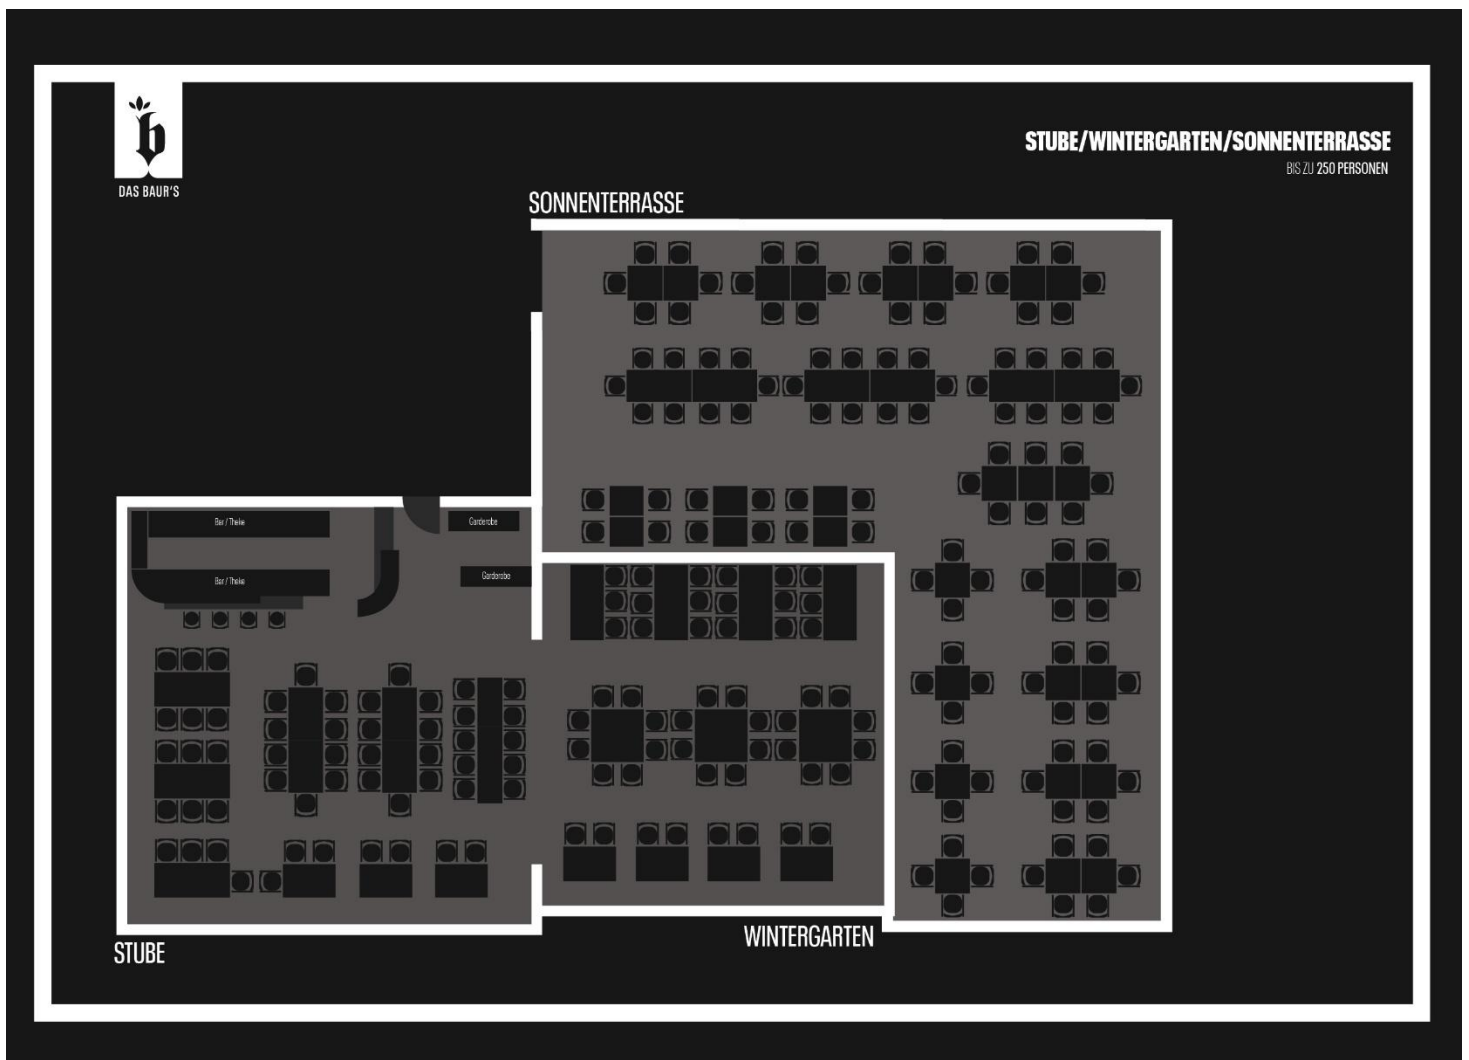 b
DAS BAUR'S
STUBE/WINTERGARTEN/SONNENTERRASSE
BIS ZU 250 PERSONEN
SONNENTERRASSE
Bar / Theke
Garderobe
Bar / Theke
Garderobe
WINTERGARTEN
STUBE